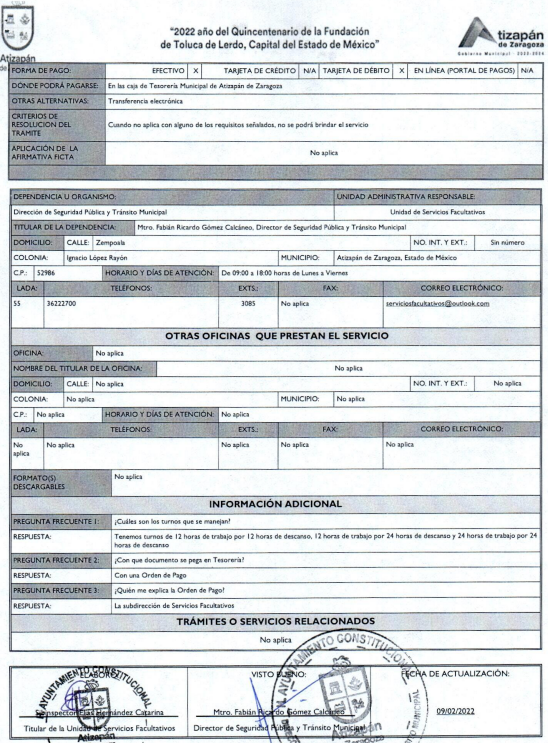 "2022 año del Quincentenario de la Fundación
de Toluca de Lerdo, Capital del Estado de México"
Atizapán
de
tizapán
de Zaragoza
Gobierno Municipal 2022-2024
FORMA DE PAGO: EFECTIVO X TARJETA DE CRÉDITO N/A TARJETA DE DÉBITO X EN LÍNEA (PORTAL DE PAGOS) N/A
DÓNDE PODRÁ PAGARSE: En las caja de Tesorería Municipal de Atizapán de Zaragoza
OTRAS ALTERNATIVAS: Transferencia electrónica
CRITERIOS DE
RESOLUCIÓN DEL
TRAMITE
Cuando no aplica con alguno de los requisitos señalados, no se podrá brindar el servicio
APLICACIÓN DE LA
AFIRMATIVA FICTA
No aplica
DEPENDENCIA U ORGANISMO: UNIDAD ADMINISTRATIVA RESPONSABLE:
Dirección de Seguridad Pública y Tránsito Municipal Unidad de Servicios Facultativos
TITULAR DE LA DEPENDENCIA: Mtro. Fabián Ricardo Gómez Calcáneo, Director de Seguridad Pública y Tránsito Municipal
DOMICILIO: CALLE: Zempoala NO. INT. Y EXT.: Sin número
COLONIA: Ignacio López Rayón MUNICIPIO: Atizapán de Zaragoza, Estado de México
C.P.: 52986 HORARIO Y DÍAS DE ATENCIÓN: De 09:00 a 18:00 horas de Lunes a Viernes
LADA: TELÉFONOS: EXTS.: FAX: CORREO ELECTRÓNICO:
55 36222700 3085 No aplica serviciosfacultativos@outlook.com
OTRAS OFICINAS QUE PRESTAN EL SERVICIO
OFICINA: No aplica
NOMBRE DEL TITULAR DE LA OFICINA: No aplica
DOMICILIO: CALLE: No aplica NO. INT. Y EXT.: No aplica
COLONIA: No aplica MUNICIPIO: No aplica
C.P.: No aplica HORARIO Y DÍAS DE ATENCIÓN: No aplica
LADA: TELÉFONOS: EXTS.: FAX: CORREO ELECTRÓNICO:
No aplica No aplica No aplica No aplica No aplica
FORMATO(S)
DESCARGABLES
No aplica
INFORMACIÓN ADICIONAL
PREGUNTA FRECUENTE 1: ¿Cuáles son los turnos que se manejan?
RESPUESTA: Tenemos turnos de 12 horas de trabajo por 12 horas de descanso, 12 horas de trabajo por 24 horas de descanso y 24 horas de trabajo por 24
horas de descanso
PREGUNTA FRECUENTE 2: ¿Con que documento se pega en Tesorería?
RESPUESTA: Con una Orden de Pago
PREGUNTA FRECUENTE 3: ¿Quién me explica la Orden de Pago?
RESPUESTA: La subdirección de Servicios Facultativos
TRÁMITES O SERVICIOS RELACIONADOS
No aplica
ELABORÓ: VISTO BUENO: FECHA DE ACTUALIZACIÓN:
AYUNTAMIENTO CONSTITUCIONAL
H. AYUNTAMIENTO CONSTITUCIONAL
Elías Hernández Catarina Mtro. Fabián Ricardo Gómez Calcáneo 09/02/2022
Titular de la Unidad de Servicios Facultativos Director de Seguridad Pública y Tránsito Municipal
Atizapán
Atizapán